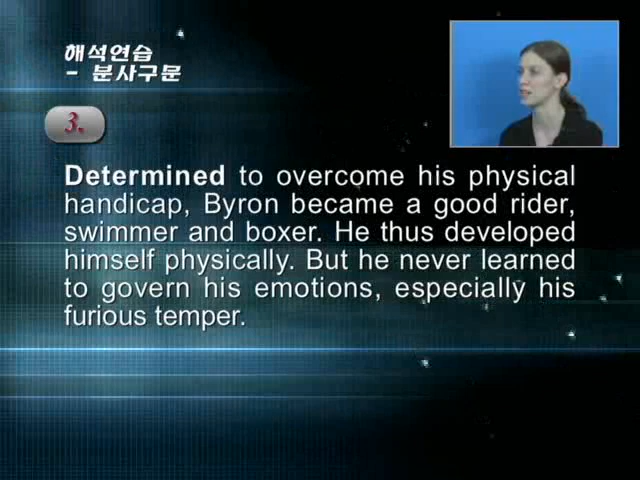 해석연습
- 분사구문
3.
Determined to overcome his physical
handicap, Byron became a good rider,
swimmer and boxer. He thus developed
himself physically. But he never learned
to govern his emotions, especially his
furious temper.